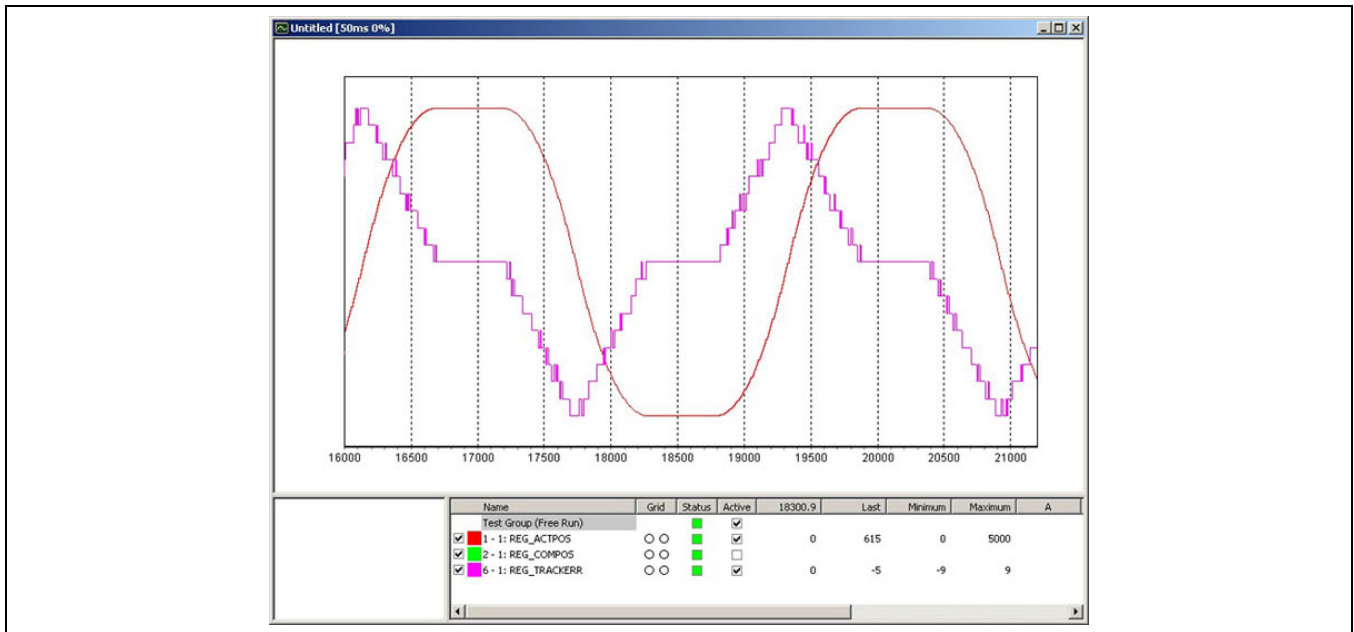 Untitled [50ms 0%]
16000 16500 17000 17500 18000 18500 19000 19500 20000 20500 21000
Name Grid Status Active 18300.9 Last Minimum Maximum A
Test Group (Free Run)
1 - 1: REG_ACTPOS 0 615 0 5000
2 - 1: REG_COMPOS
6 - 1: REG_TRACKERR 0 -5 -9 9